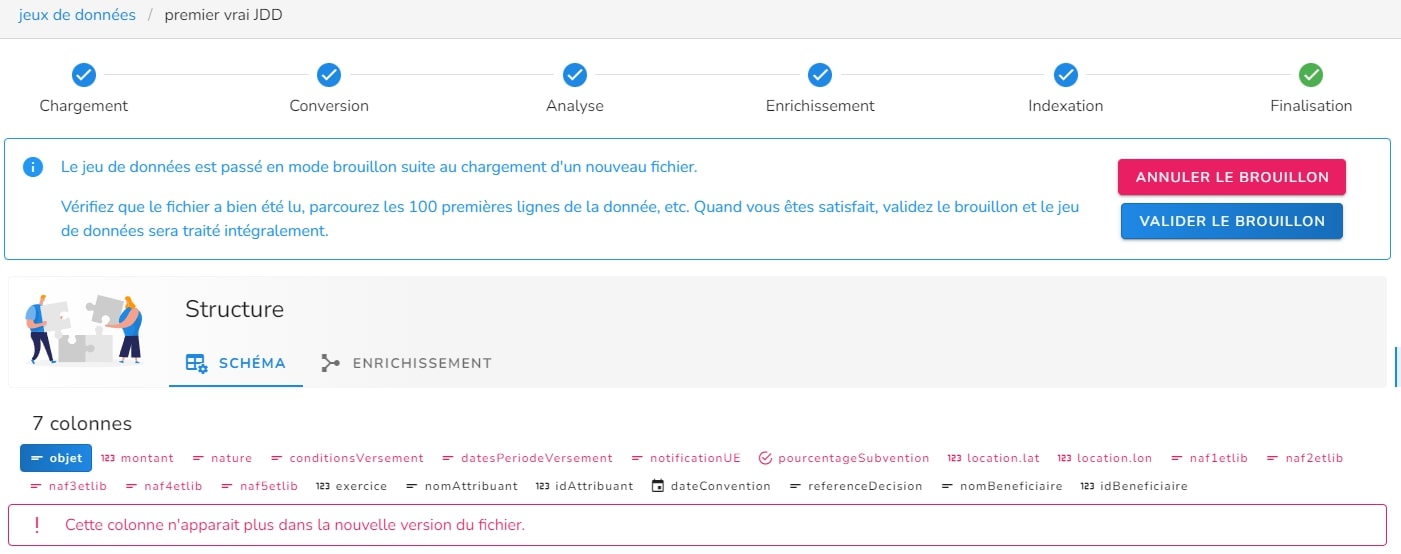 jeux de données / premier vrai JDD
Chargement Conversion Analyse Enrichissement Indexation Finalisation
Le jeu de données est passé en mode brouillon suite au chargement d'un nouveau fichier.
ANNULER LE BROUILLON
Vérifiez que le fichier a bien été lu, parcourez les 100 premières lignes de la donnée, etc. Quand vous êtes satisfait, validez le brouillon et le jeu
de données sera traité intégralement.
VALIDER LE BROUILLON
Structure
SCHÉMA ENRICHISSEMENT
7 colonnes
objet 123 montant nature conditionsVersement datesPeriodeVersement notificationUE pourcentageSubvention 123 location.lat 123 location.lon naf1etlib naf2etlib
naf3etlib naf4etlib naf5etlib 123 exercice nomAttribuant 123 idAttribuant dateConvention referenceDecision nomBeneficiaire 123 idBeneficiaire
! Cette colonne n'apparait plus dans la nouvelle version du fichier.